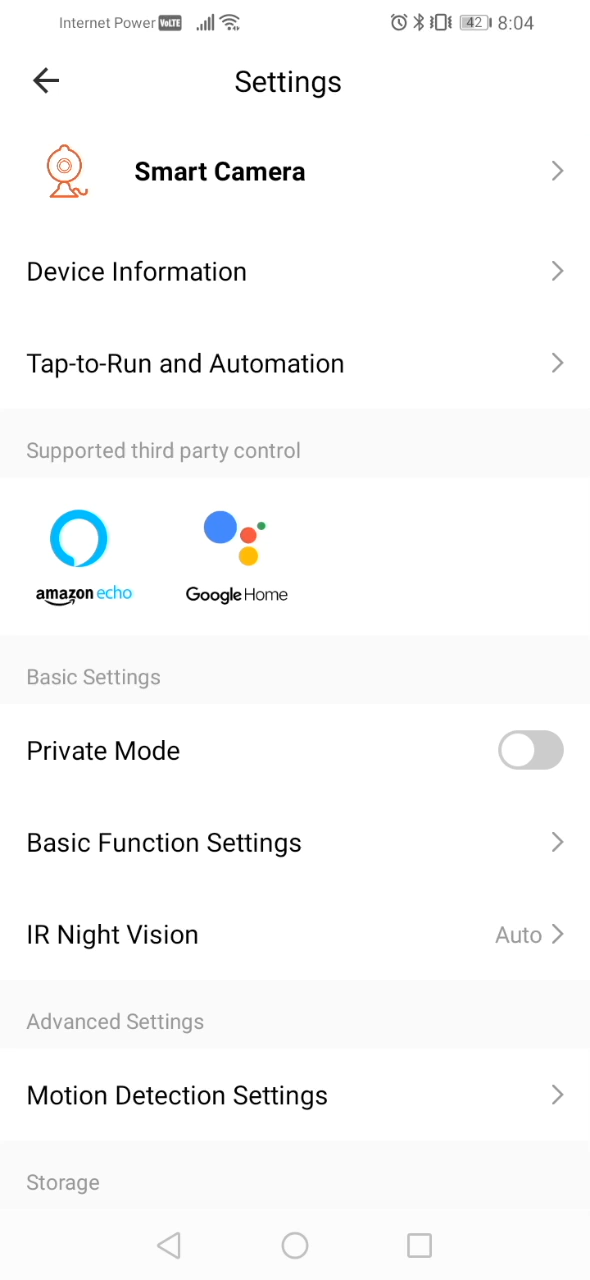 Internet Power VoLTE 42 8:04
Settings
Smart Camera
Device Information
Tap-to-Run and Automation
Supported third party control
amazon echo
Google Home
Basic Settings
Private Mode
Basic Function Settings
IR Night Vision Auto
Advanced Settings
Motion Detection Settings
Storage